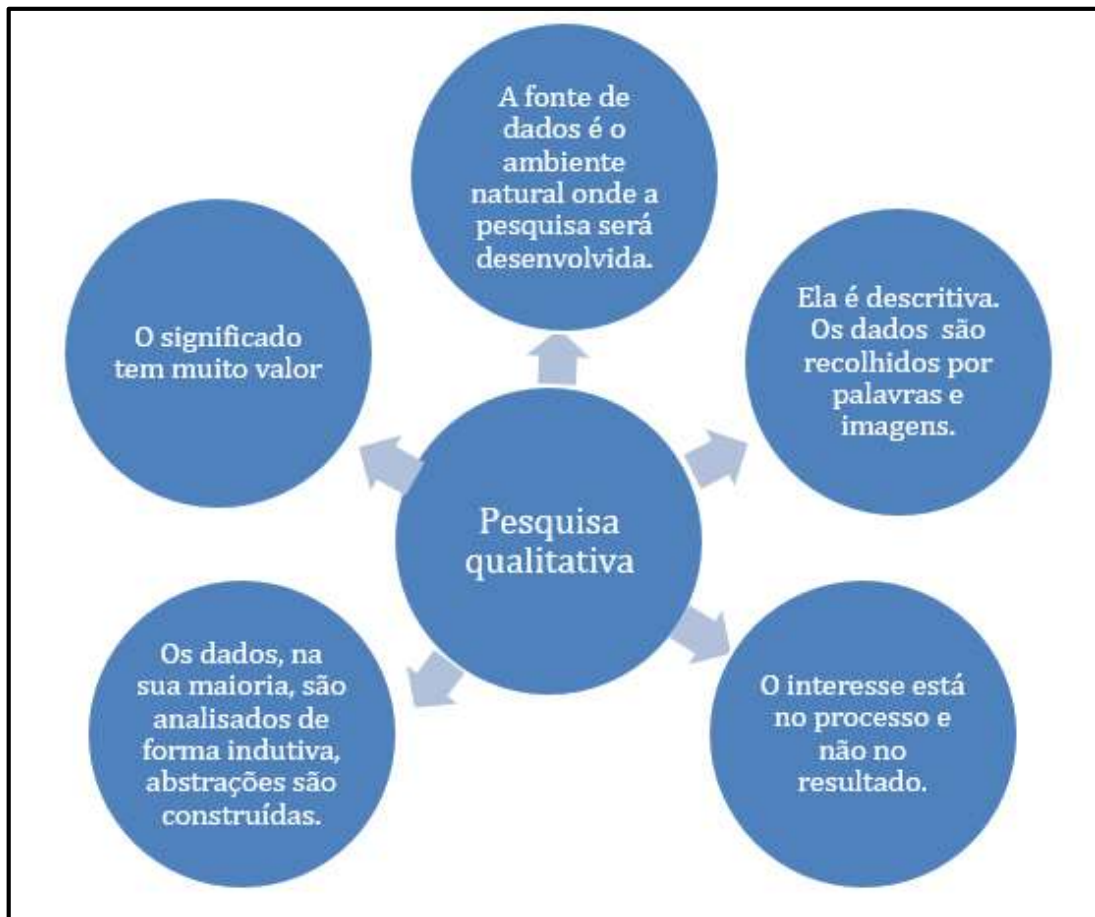 A fonte de
dados é o
ambiente
natural onde a
pesquisa será
desenvolvida.
Ela é descritiva.
Os dados são
recolhidos por
palavras e
imagens.
O interesse está
no processo e
não no
resultado.
Os dados, na
sua maioria, são
analisados de
forma indutiva,
abstrações são
construídas.
O significado
tem muito valor
Pesquisa
qualitativa